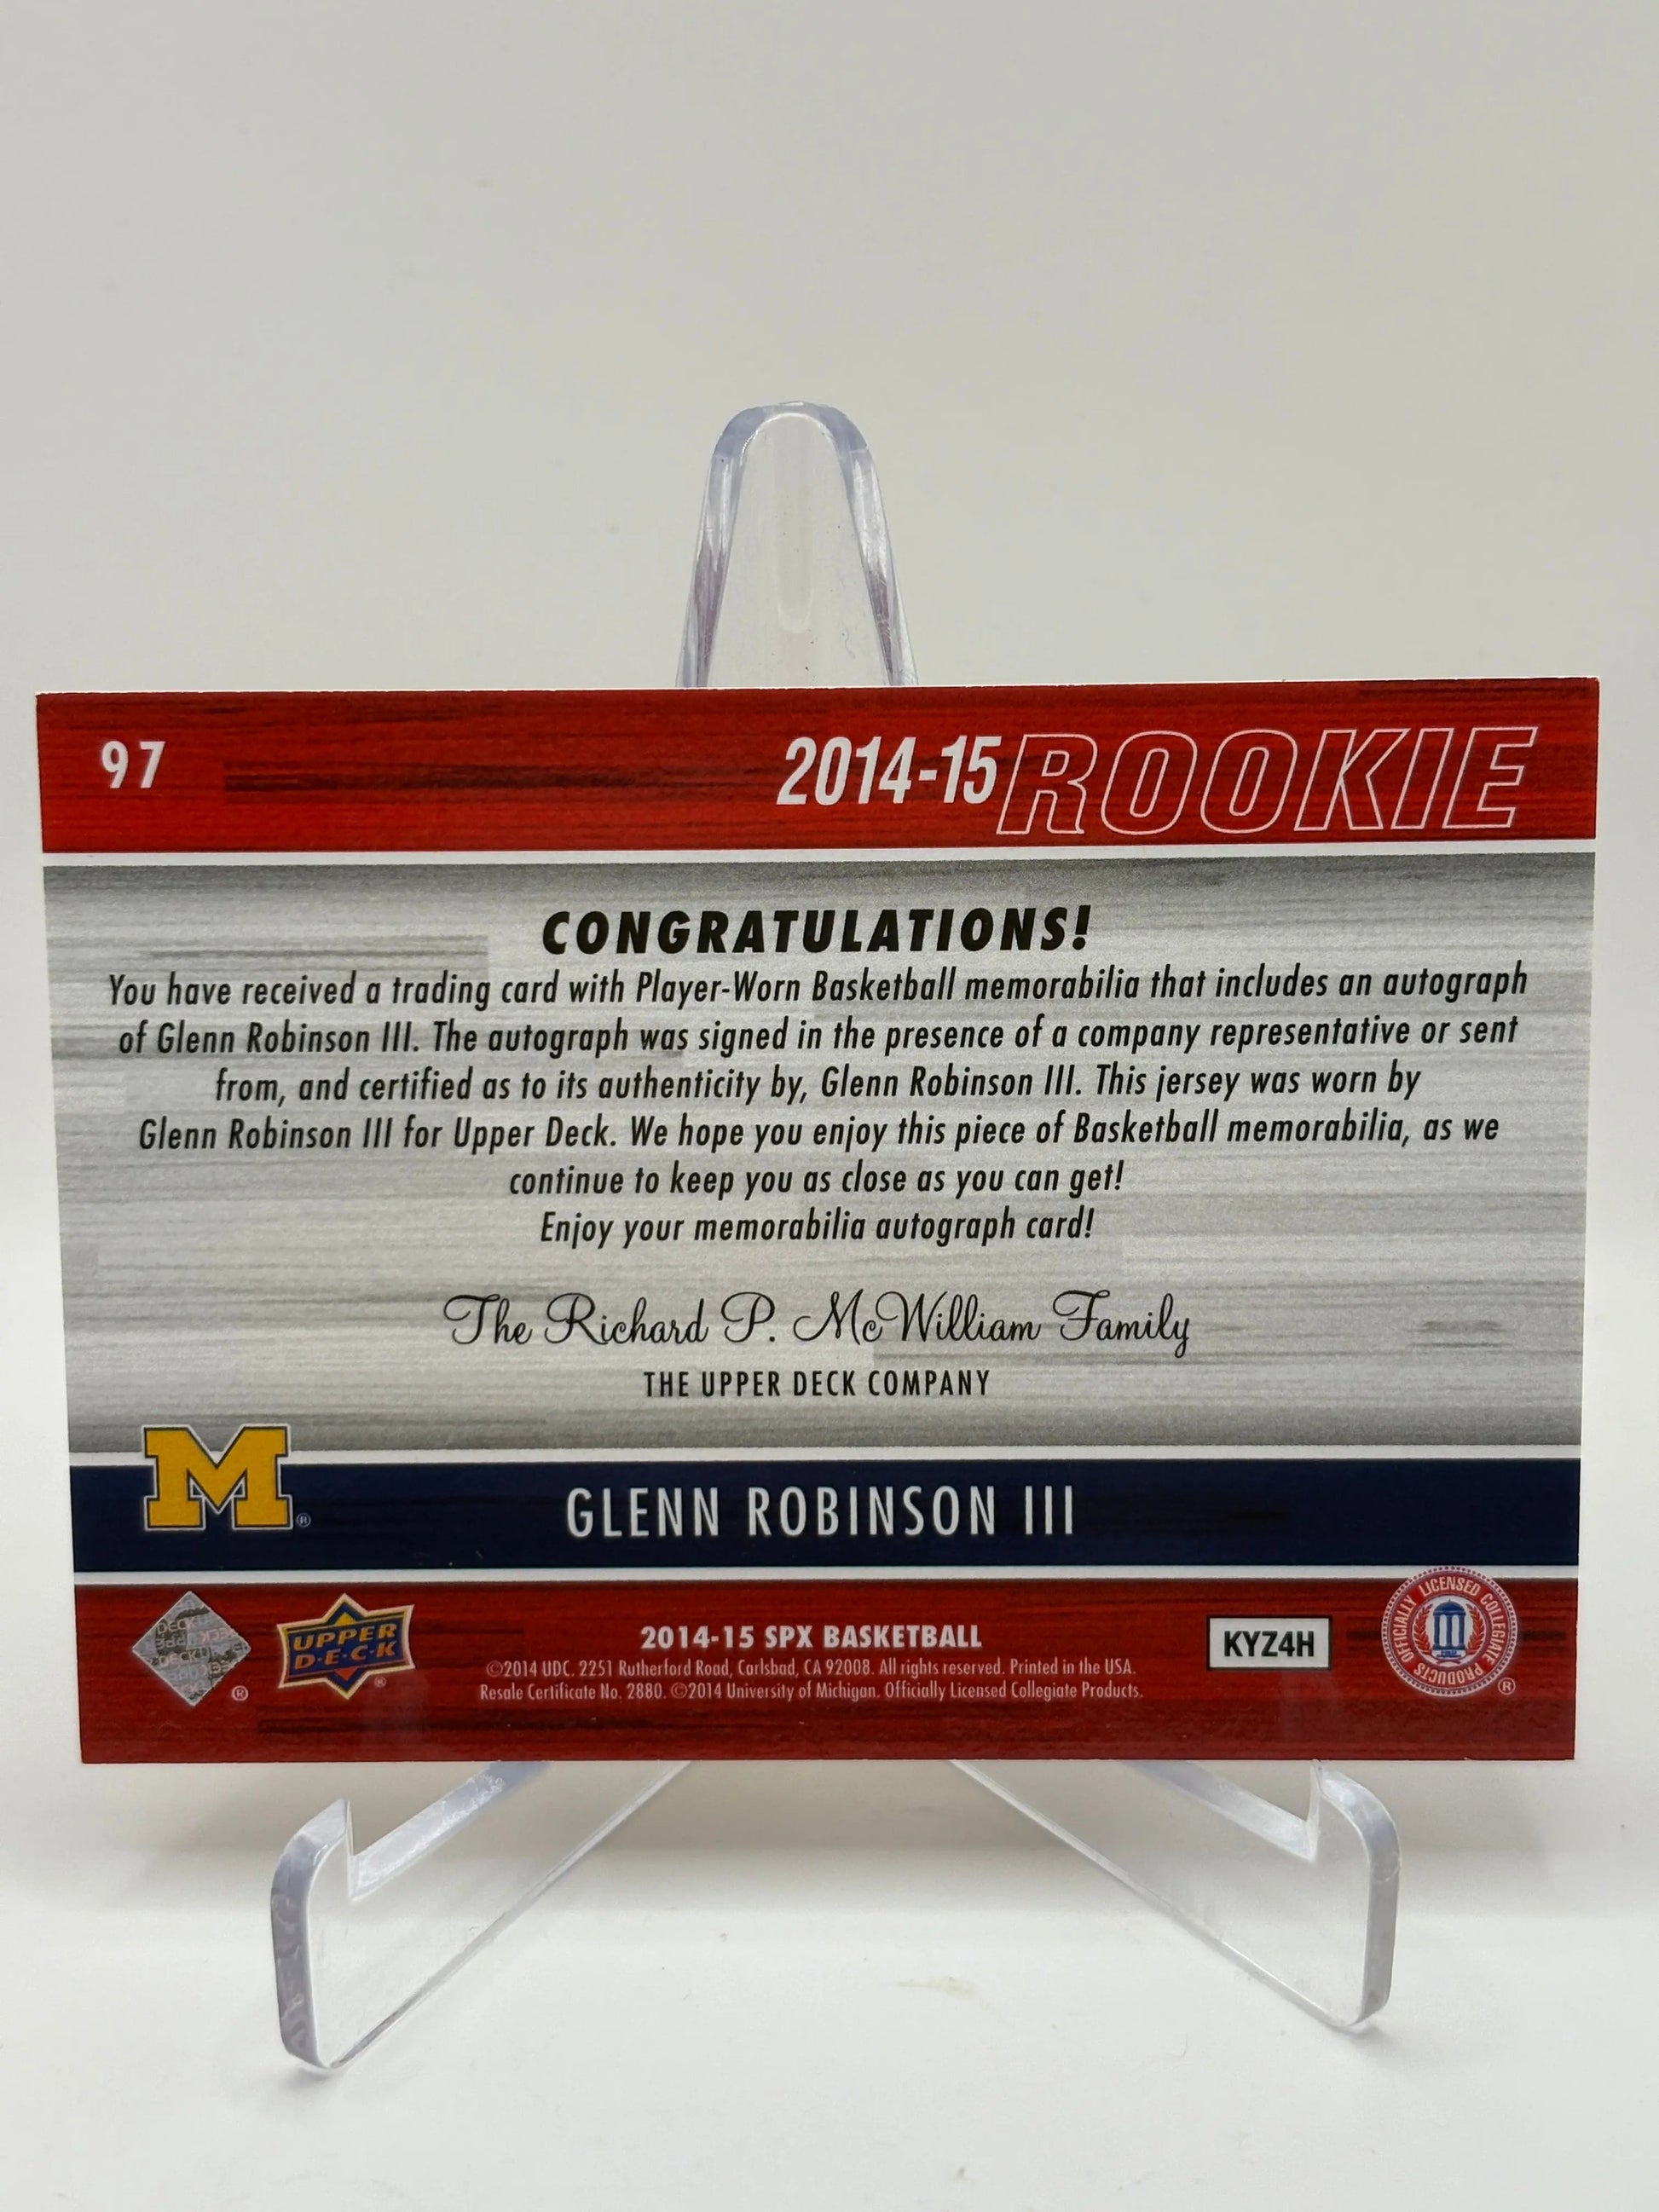 97
2014-15 ROOKIE
CONGRATULATIONS!
You have received a trading card with Player-Worn Basketball memorabilia that includes an autograph
of Glenn Robinson III. The autograph was signed in the presence of a company representative or sent
from, and certified as to its authenticity by, Glenn Robinson III. This jersey was worn by
Glenn Robinson III for Upper Deck. We hope you enjoy this piece of Basketball memorabilia, as we
continue to keep you as close as you can get!
Enjoy your memorabilia autograph card!
The Richard P. McWilliam Family
THE UPPER DECK COMPANY
M®
GLENN ROBINSON III
®
UPPER
D·E·C·K®
2014-15 SPX BASKETBALL
©2014 UDC. 2251 Rutherford Road, Carlsbad, CA 92008. All rights reserved. Printed in the USA.
Resale Certificate No. 2880. ©2014 University of Michigan. Officially Licensed Collegiate Products.
KYZ4H
OFFICIALLY LICENSED COLLEGIATE PRODUCTS®